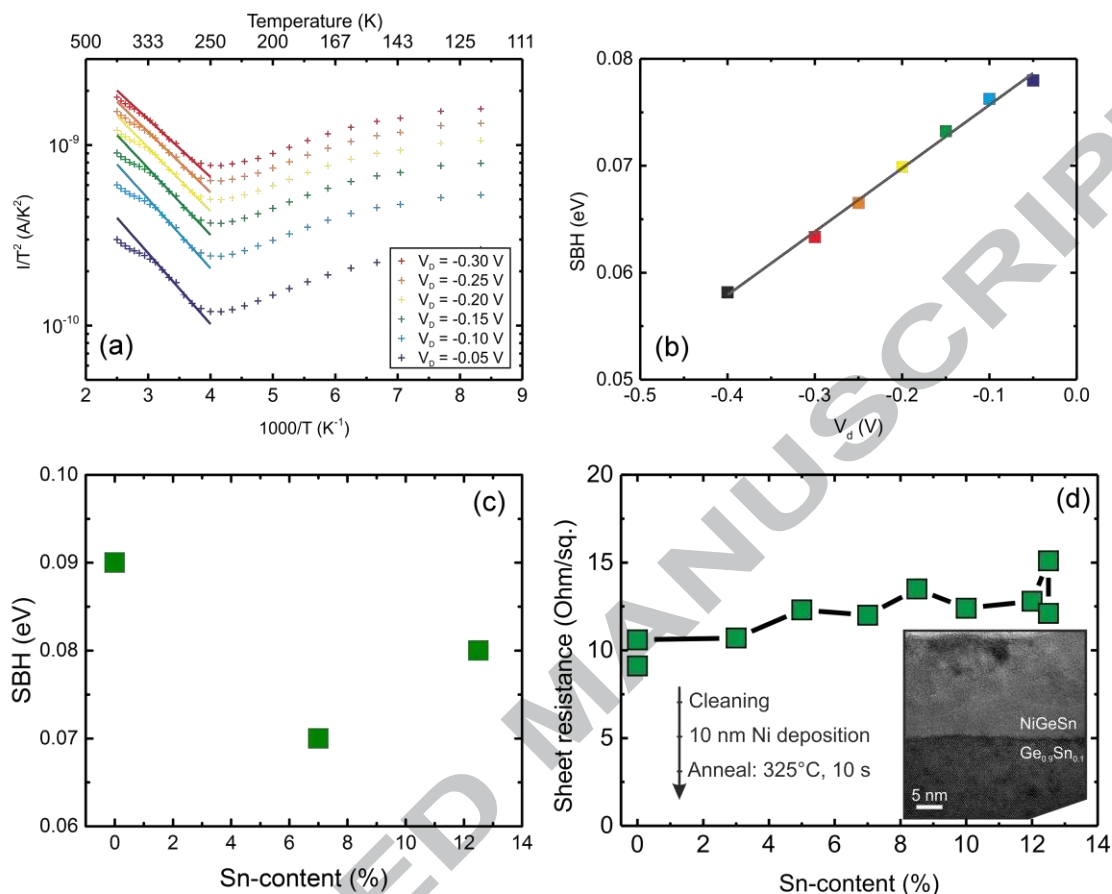 Temperature (K)
500 333 250 200 167 143 125 111
10⁻⁹
10⁻¹⁰
I/T⁻² (A/K²)
V_D = -0.30 V
V_D = -0.25 V
V_D = -0.20 V
V_D = -0.15 V
V_D = -0.10 V
V_D = -0.05 V
(a)
2 3 4 5 6 7 8 9
1000/T (K⁻¹)
0.08
0.07
0.06
0.05
SBH (eV)
(b)
-0.5 -0.4 -0.3 -0.2 -0.1 0.0
V_d (V)
0.10
0.09
0.08
0.07
0.06
SBH (eV)
(c)
0 2 4 6 8 10 12 14
Sn-content (%)
20
15
10
5
0
Sheet resistance (Ohm/sq.)
(d)
Cleaning
10 nm Ni deposition
Anneal: 325°C, 10 s
NiGeSn
Ge₀.₉Sn₀.₁
5 nm
0 2 4 6 8 10 12 14
Sn-content (%)
ED MANUSCRIPT